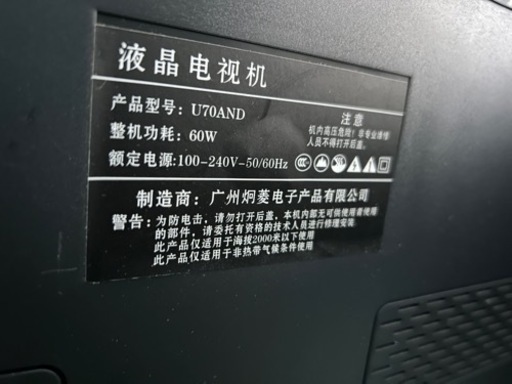 液晶电视机
产品型号：U70AND
整机功耗：60W
额定电源:100-240V-50/60Hz
注意
机内高压危险！非专业维修
人员不得打开后盖。
制造商：广州炯菱电子产品有限公司
警告：为防电击，请勿打开后盖，本机内部无可供使用者使用
的部件，请委托有资格的技术人员进行修理安装
此产品仅适用于海拔2000米以下使用
此产品仅适用于非热带气候条件使用